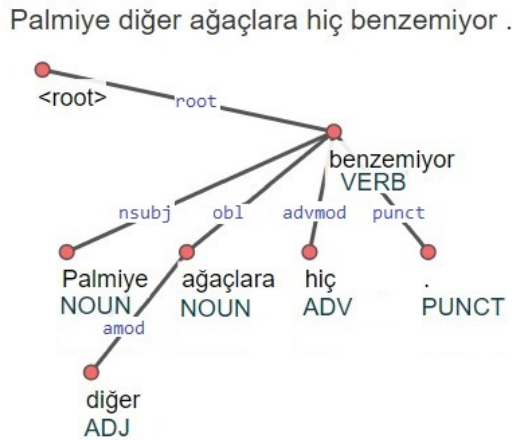 Palmiye diğer ağaçlara hiç benzemiyor .
<root>
root
benzemiyor
VERB
nsubj obl advmod punct
Palmiye ağaçlara hiç .
NOUN NOUN ADV PUNCT
amod
diğer
ADJ